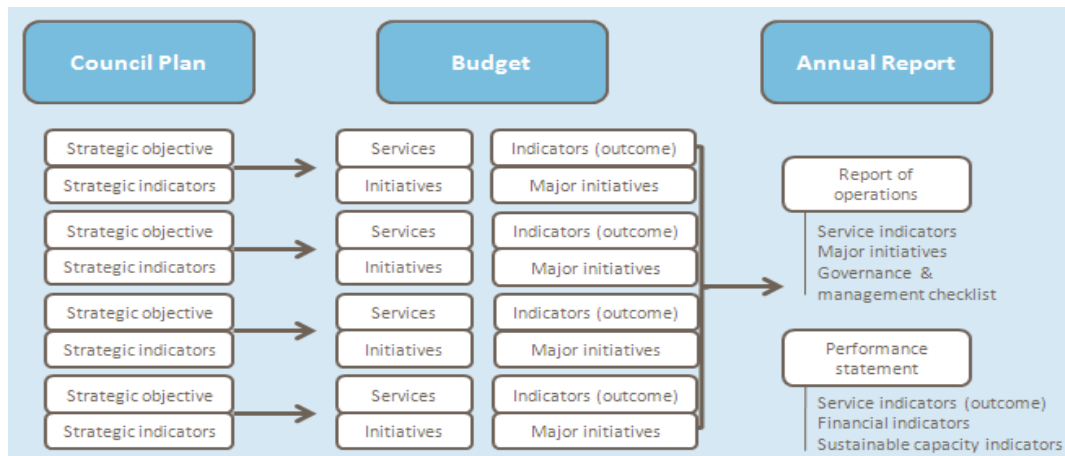 Council Plan
Budget
Annual Report
Strategic objective
Strategic indicators
Services
Initiatives
Indicators (outcome)
Major initiatives
Strategic objective
Strategic indicators
Services
Initiatives
Indicators (outcome)
Major initiatives
Strategic objective
Strategic indicators
Services
Initiatives
Indicators (outcome)
Major initiatives
Strategic objective
Strategic indicators
Services
Initiatives
Indicators (outcome)
Major initiatives
Report of
operations
Service indicators
Major initiatives
Governance &
management checklist
Performance
statement
Service indicators (outcome)
Financial indicators
Sustainable capacity indicators